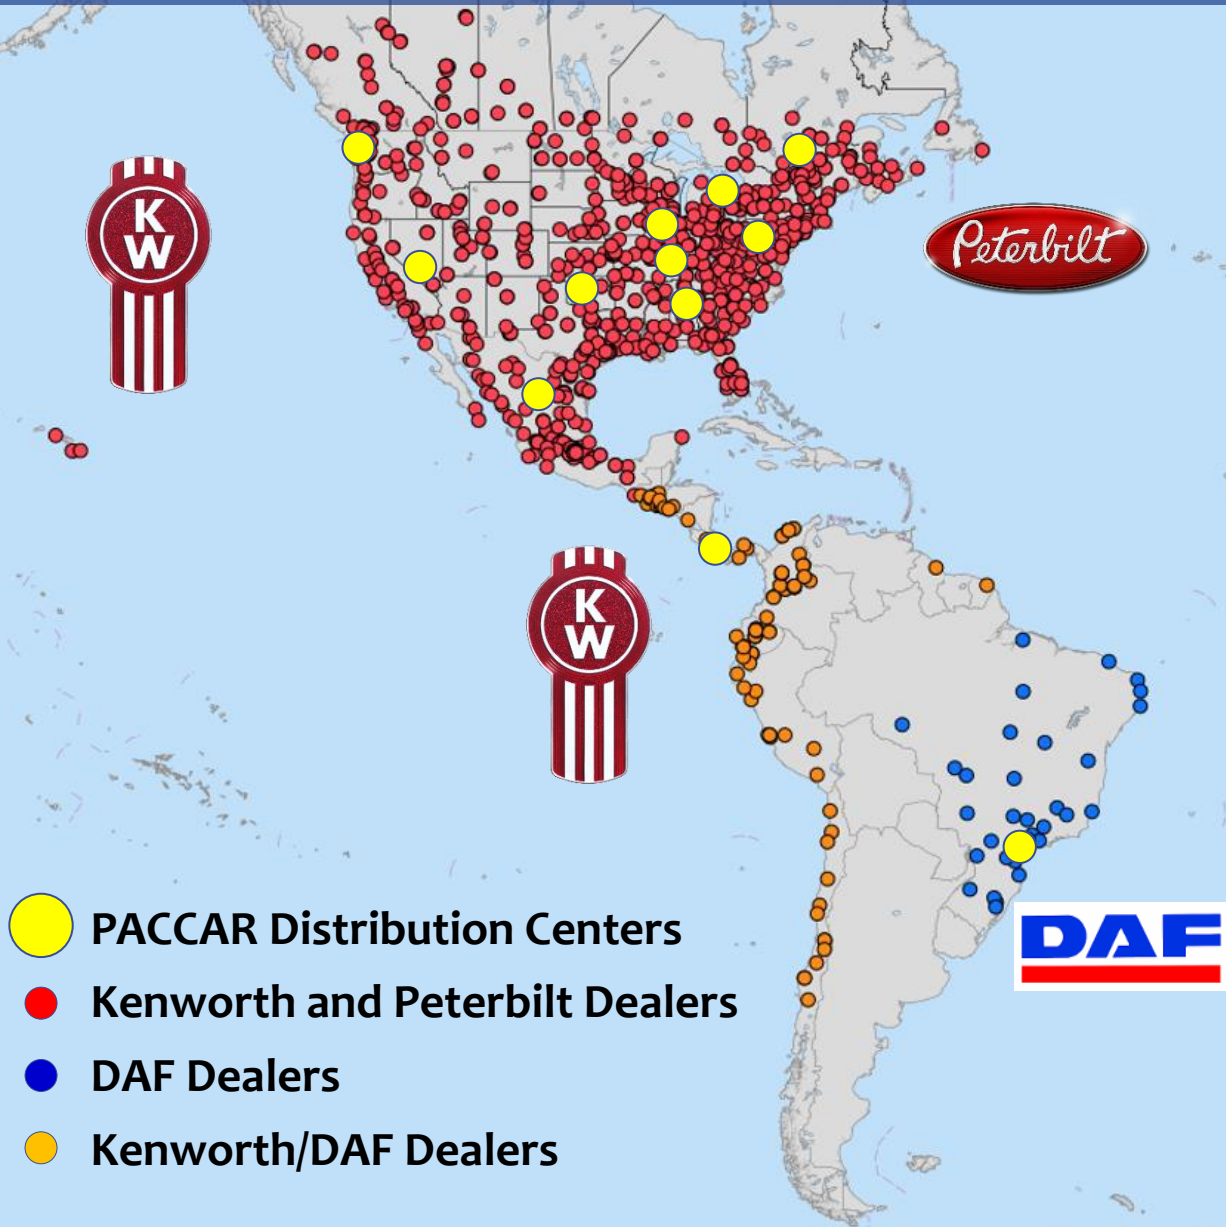 K
W
Peterbilt
K
W
DAF
PACCAR Distribution Centers
Kenworth and Peterbilt Dealers
DAF Dealers
Kenworth/DAF Dealers